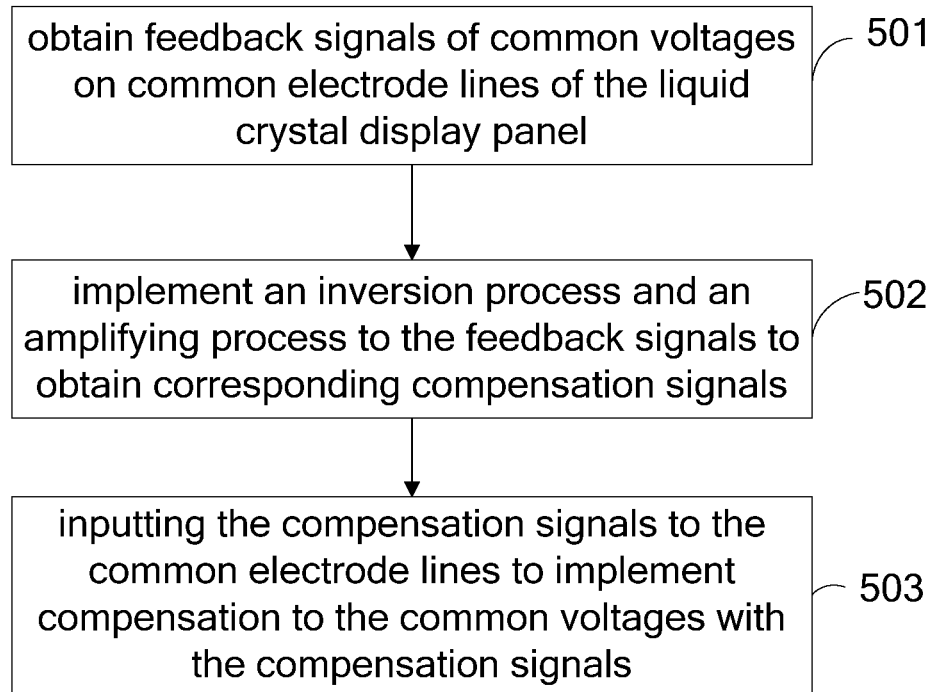 obtain feedback signals of common voltages
on common electrode lines of the liquid
crystal display panel
501
implement an inversion process and an
amplifying process to the feedback signals to
obtain corresponding compensation signals
502
inputting the compensation signals to the
common electrode lines to implement
compensation to the common voltages with
the compensation signals
503